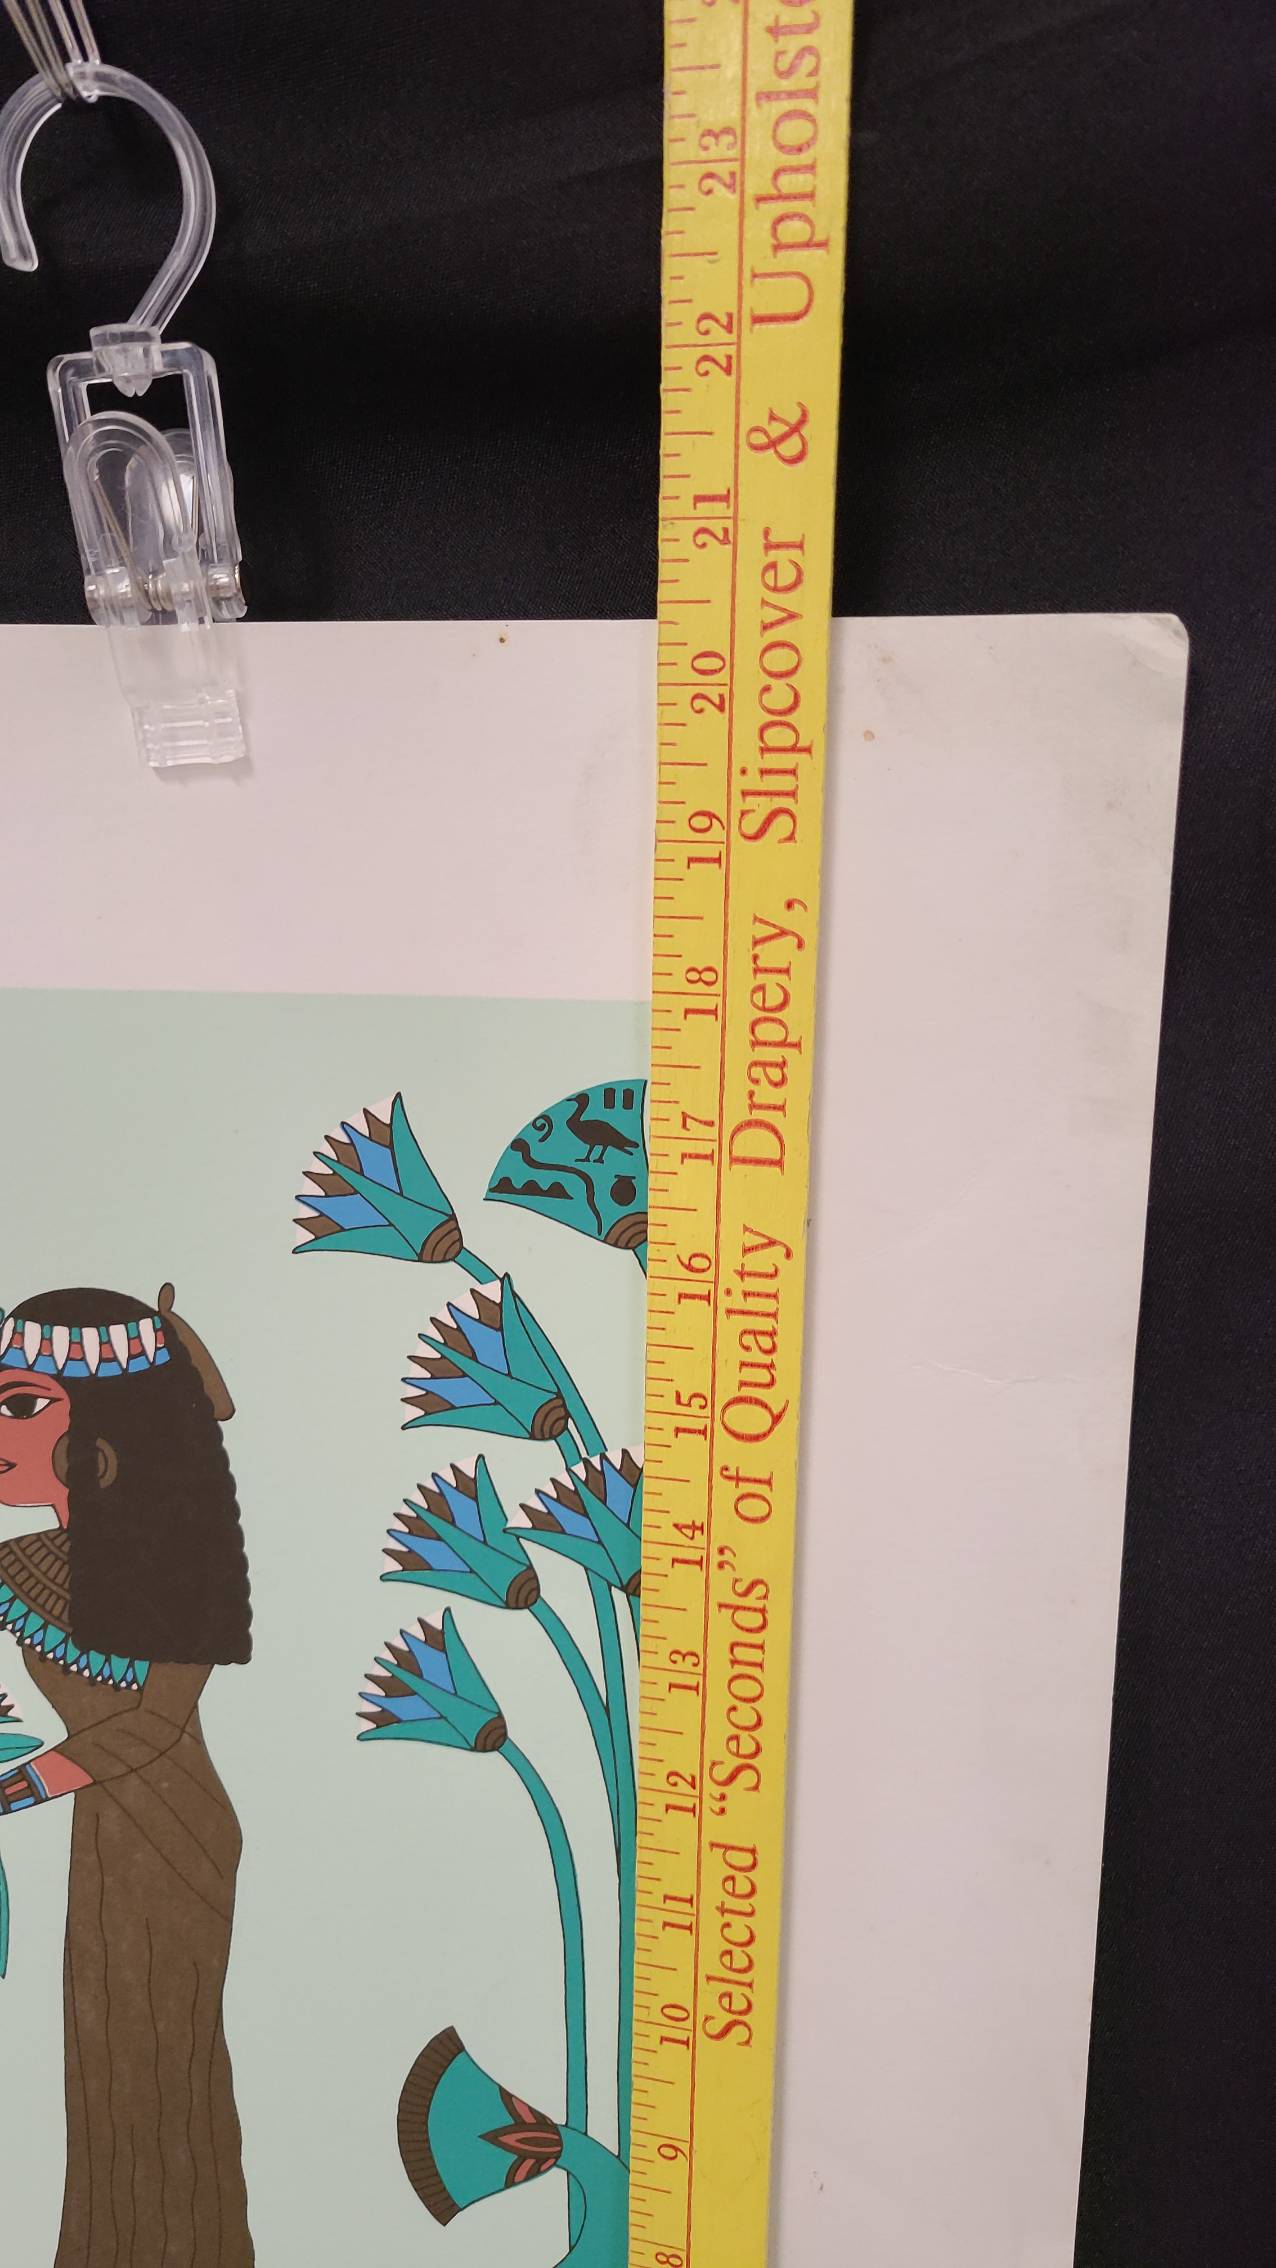 Selected “Seconds” of Quality Drapery, Slipcover & Upholst
8 9 10 11 12 13 14 15 16 17 18 19 20 21 22 23